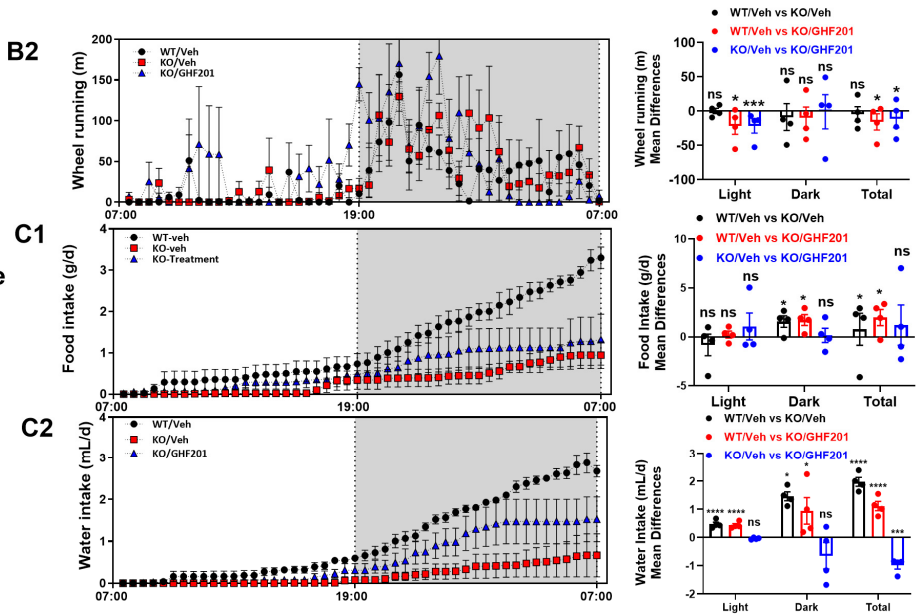 B2
Wheel running (m)
200
150
100
50
0
WT/Veh
KO/Veh
KO/GHF201
07:00
19:00
07:00
WT/Veh vs KO/Veh
WT/Veh vs KO/GHF201
KO/Veh vs KO/GHF201
Wheel running (m)
Mean Differences
100
50
0
-50
-100
ns
*
***
ns
ns
ns
ns
*
*
Light
Dark
Total
C1
Food intake (g/d)
4
3
2
1
0
WT-veh
KO-veh
KO-Treatment
07:00
19:00
07:00
WT/Veh vs KO/Veh
WT/Veh vs KO/GHF201
KO/Veh vs KO/GHF201
Food Intake (g/d)
Mean Differences
10
5
0
-5
ns
ns
ns
*
*
ns
*
*
ns
Light
Dark
Total
e
C2
Water intake (mL/d)
4
3
2
1
0
WT/Veh
KO/Veh
KO/GHF201
07:00
19:00
07:00
WT/Veh vs KO/Veh
WT/Veh vs KO/GHF201
KO/Veh vs KO/GHF201
Water Intake (mL/d)
Mean Differences
3
2
1
0
-1
-2
****
****
ns
*
*
ns
****
****
***
Light
Dark
Total